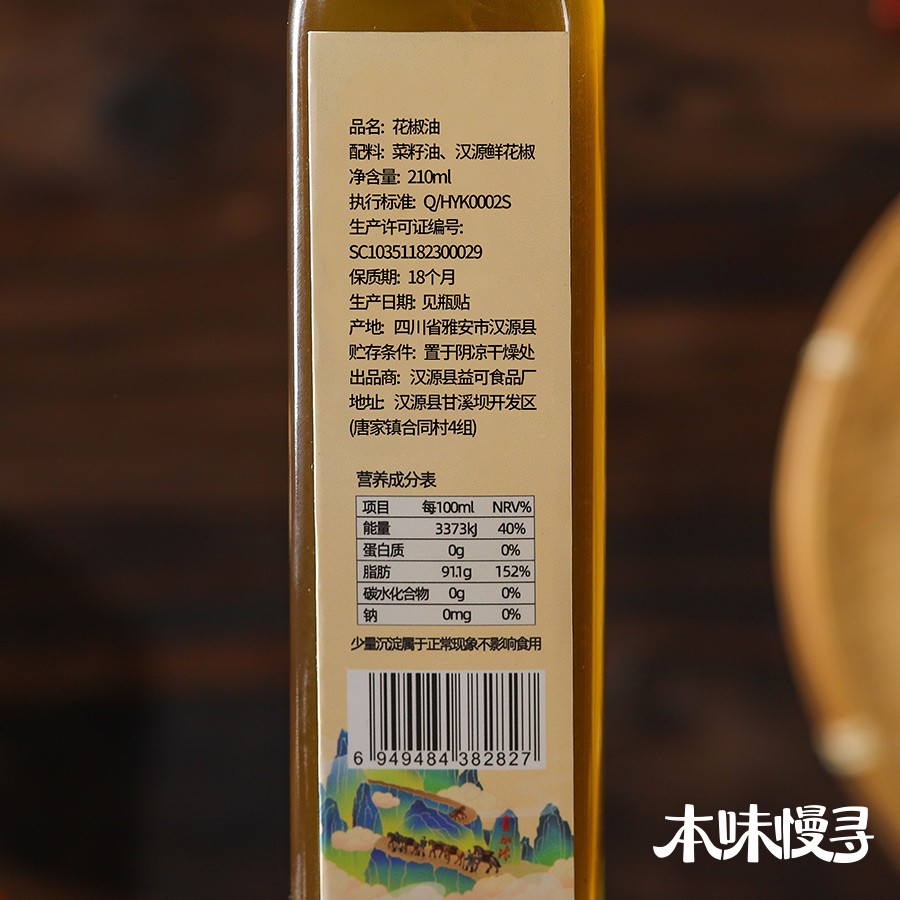 品名: 花椒油
配料: 菜籽油、汉源鲜花椒
净含量: 210ml
执行标准: Q/HYK0002S
生产许可证编号:
SC10351182300029
保质期: 18个月
生产日期: 见瓶贴
产地: 四川省雅安市汉源县
贮存条件: 置于阴凉干燥处
出品商: 汉源县益可食品厂
地址: 汉源县甘溪坝开发区
(唐家镇合同村4组)
营养成分表
项目 每100ml NRV%
能量 3373kJ 40%
蛋白质 0g 0%
脂肪 91.1g 152%
碳水化合物 0g 0%
钠 0mg 0%
少量沉淀属于正常现象不影响食用
6 949484 382827
本味慢寻